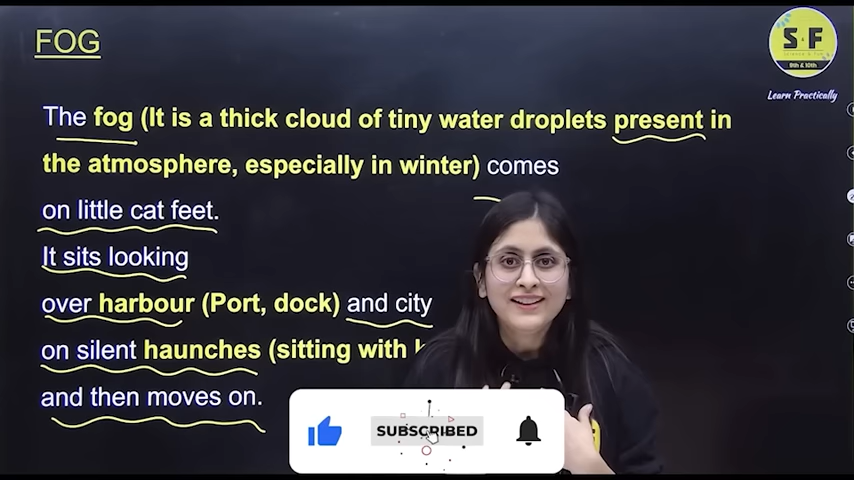 FOG
S&F
9th & 10th
Learn Practically
The fog (It is a thick cloud of tiny water droplets present in
the atmosphere, especially in winter) comes
on little cat feet.
It sits looking
over harbour (Port, dock) and city
on silent haunches (sitting with
and then moves on.
SUBSCRIBED